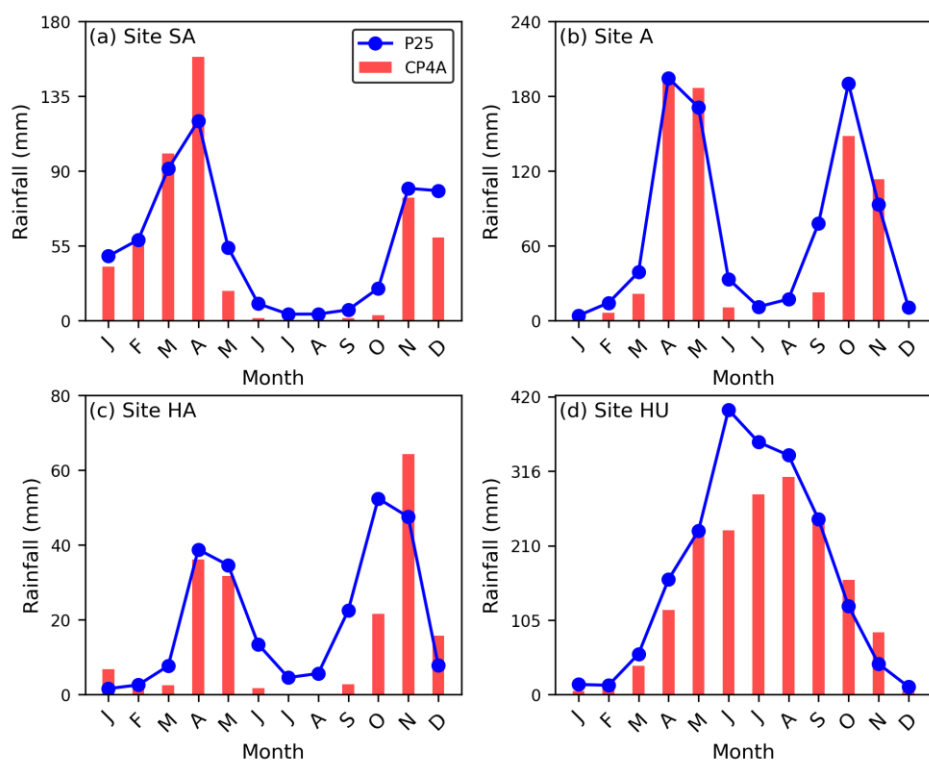 (a) Site SA
P25
CP4A
Rainfall (mm)
180
135
90
55
0
J F M A M J J A S O N D
Month
(b) Site A
Rainfall (mm)
240
180
120
60
0
J F M A M J J A S O N D
Month
(c) Site HA
Rainfall (mm)
80
60
40
20
0
J F M A M J J A S O N D
Month
(d) Site HU
Rainfall (mm)
420
316
210
105
0
J F M A M J J A S O N D
Month